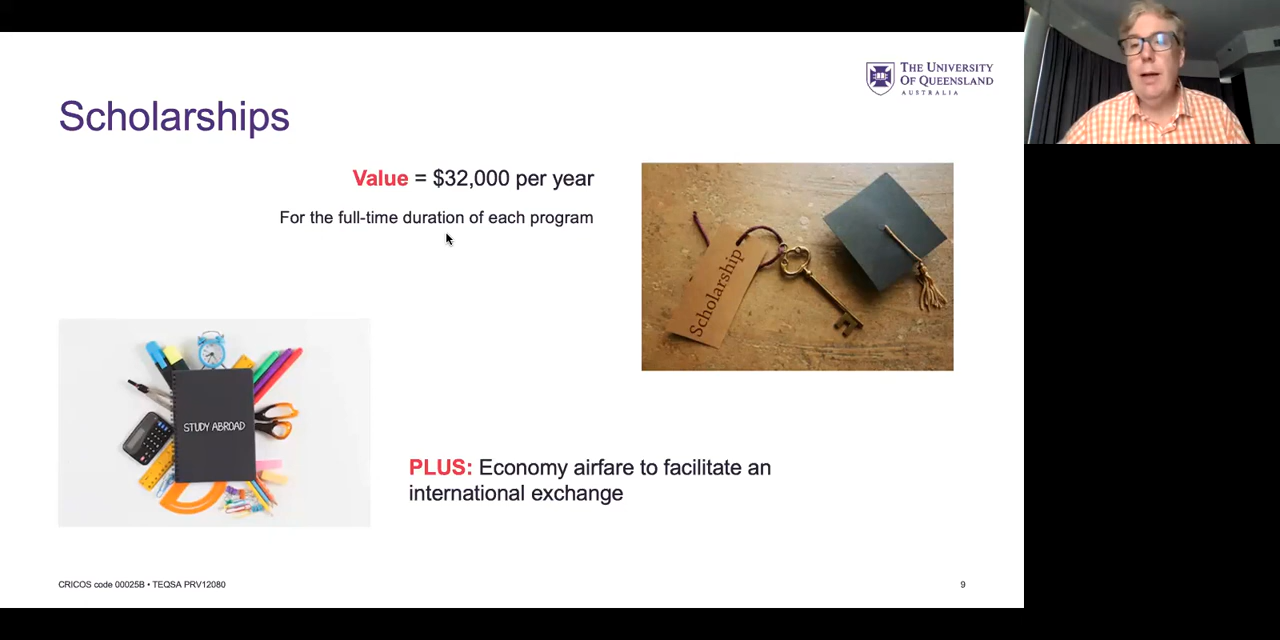 THE UNIVERSITY
OF QUEENSLAND
AUSTRALIA
Scholarships
Value = $32,000 per year
For the full-time duration of each program
Scholarship
STUDY ABROAD
PLUS: Economy airfare to facilitate an
international exchange
CRICOS code 00025B • TEQSA PRV12080
9